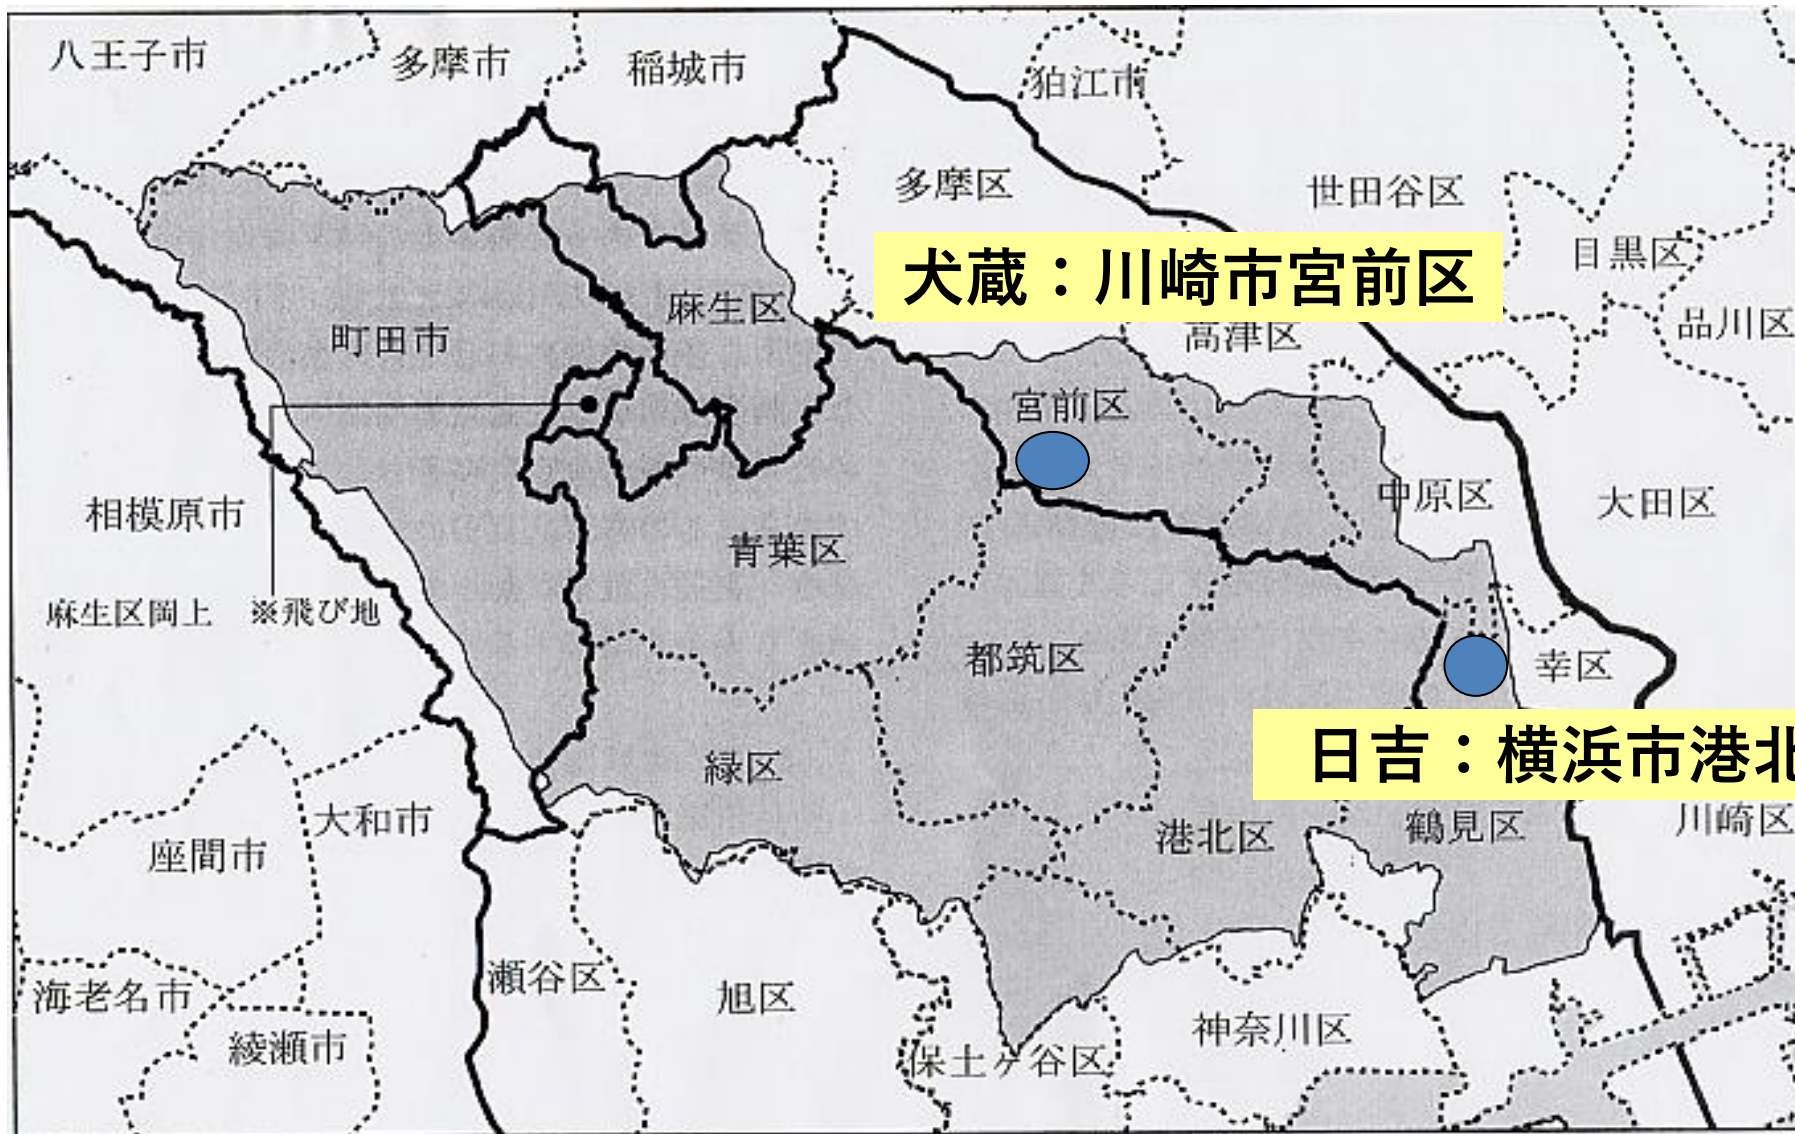 八王子市
多摩市
稲城市
狛江市
多摩区
世田谷区
目黒区
犬蔵：川崎市宮前区
麻生区
町田市
高津区
品川区
宮前区
相模原市
中原区
大田区
青葉区
麻生区岡上 ※飛び地
都筑区
幸区
日吉：横浜市港北
緑区
大和市
座間市
港北区
鶴見区
川崎区
瀬谷区
旭区
海老名市
綾瀬市
神奈川区
保土ヶ谷区